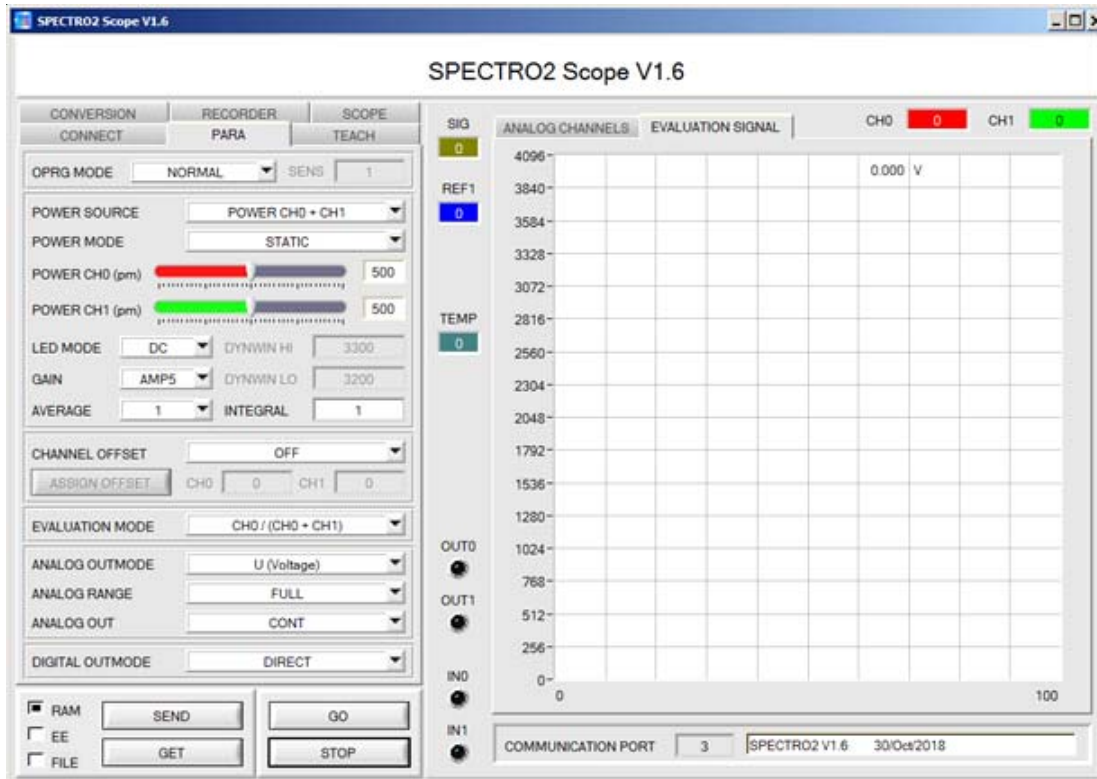 SPECTRO2 Scope V1.6
SPECTRO2 Scope V1.6
CONVERSION RECORDER SCOPE
CONNECT PARA TEACH
OPRG MODE NORMAL SENS 1
POWER SOURCE POWER CH0 + CH1
POWER MODE STATIC
POWER CH0 (pm) 500
POWER CH1 (pm) 500
LED MODE DC DYNWIN HI 3300
GAIN AMP5 DYNWIN LO 3200
AVERAGE 1 INTEGRAL 1
CHANNEL OFFSET OFF
ASSIGN OFFSET CH0 0 CH1 0
EVALUATION MODE CH0 / (CH0 + CH1)
ANALOG OUTMODE U (Voltage)
ANALOG RANGE FULL
ANALOG OUT CONT
DIGITAL OUTMODE DIRECT
RAM
EE
FILE
SEND GO
GET STOP
SIG
0
REF1
0
TEMP
0
OUT0
OUT1
IN0
IN1
ANALOG CHANNELS EVALUATION SIGNAL CH0 0 CH1 0
0.000 V
4096
3840
3584
3328
3072
2816
2560
2304
2048
1792
1536
1280
1024
768
512
256
0
0 100
COMMUNICATION PORT 3 SPECTRO2 V1.6 30/Oct/2018